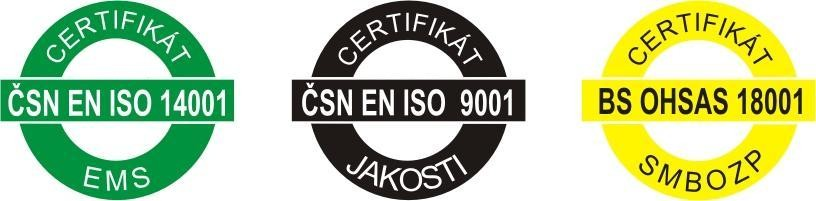 CERTIFIKÁT
ČSN EN ISO 14001
EMS
CERTIFIKÁT
ČSN EN ISO 9001
JAKOSTI
CERTIFIKÁT
BS OHSAS 18001
SMBOZP